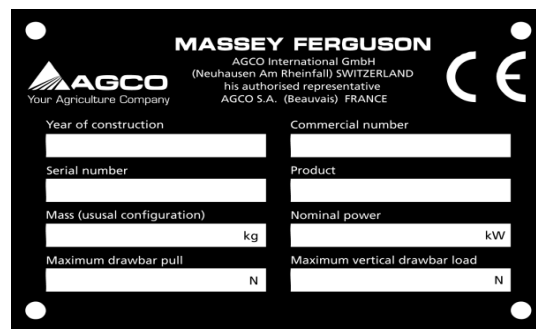 MASSEY FERGUSON
AGCO International GmbH
(Neuhausen Am Rheinfall) SWITZERLAND
his authorised representative
AGCO S.A. (Beauvais) FRANCE
AGCO
Your Agriculture Company
CE
Year of construction
Commercial number
Serial number
Product
Mass (ususal configuration)
kg
Nominal power
kW
Maximum drawbar pull
N
Maximum vertical drawbar load
N